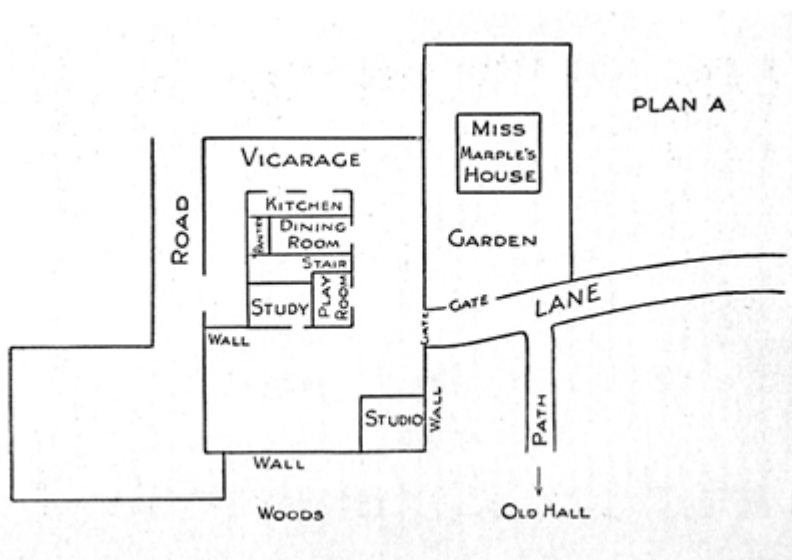 PLAN A
MISS
MARPLE'S
HOUSE
VICARAGE
KITCHEN
PANTRY
DINING
ROOM
STAIR
STUDY
PLAY
ROOM
ROAD
GARDEN
GATE
GATE
LANE
WALL
STUDIO
WALL
WALL
PATH
WOODS
OLD HALL